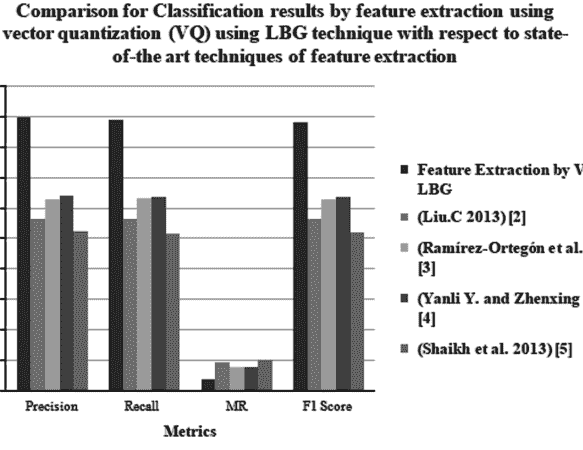 Comparison for Classification results by feature extraction using
vector quantization (VQ) using LBG technique with respect to state-
of-the art techniques of feature extraction
Feature Extraction by V
LBG
(Liu.C 2013) [2]
(Ramírez-Ortegón et al.
[3]
(Yanli Y. and Zhenxing
[4]
(Shaikh et al. 2013) [5]
Precision
Recall
MR
F1 Score
Metrics